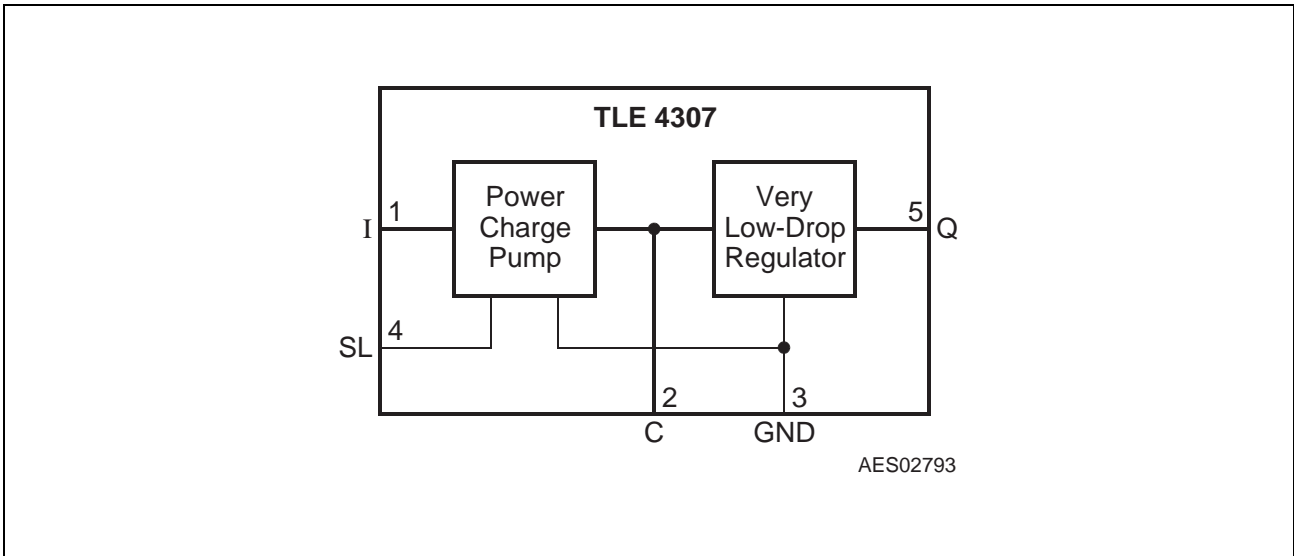 TLE 4307
Power
Charge
Pump
Very
Low-Drop
Regulator
1
I
5
Q
4
SL
2
3
C
GND
AES02793